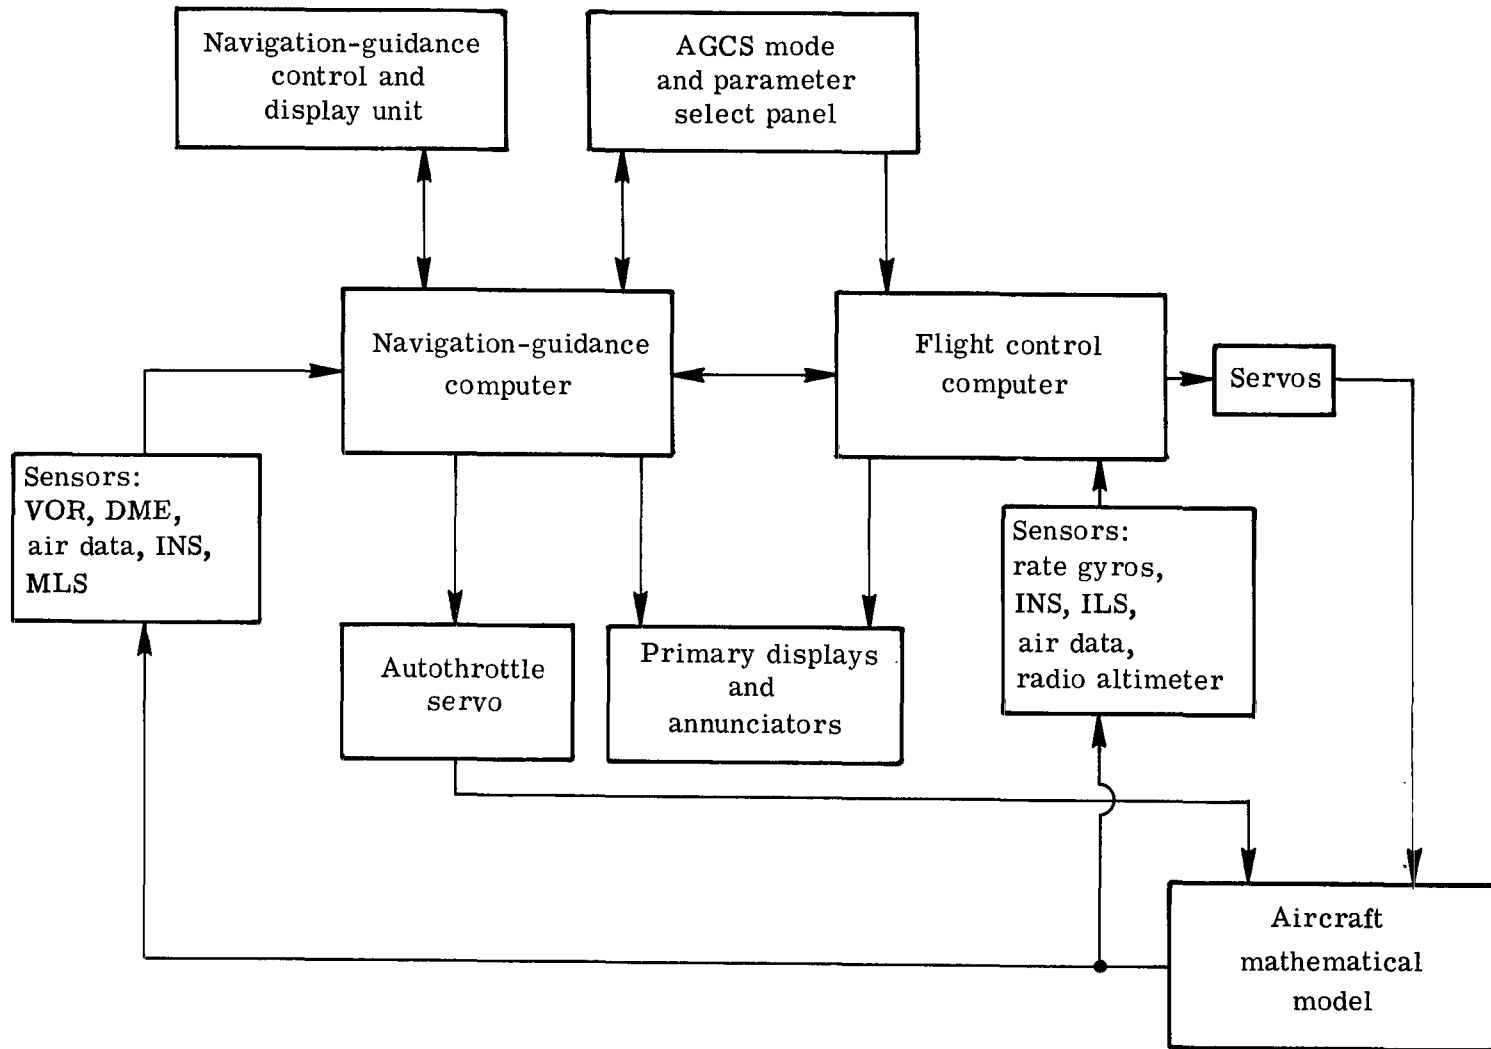 Navigation-guidance
control and
display unit
AGCS mode
and parameter
select panel
Navigation-guidance
computer
Flight control
computer
Servos
Sensors:
VOR, DME,
air data, INS,
MLS
Sensors:
rate gyros,
INS, ILS,
air data,
radio altimeter
Autothrottle
servo
Primary displays
and
annunciators
Aircraft
mathematical
model